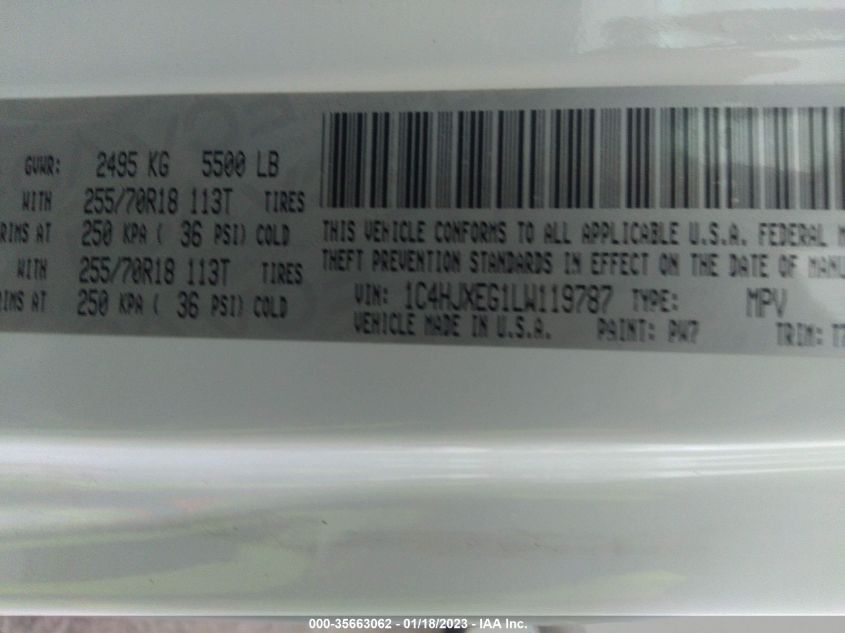 GVWR: 2495 KG 5500 LB
WITH 255/70R18 113T TIRES
RIMS AT 250 KPA ( 36 PSI) COLD
WITH 255/70R18 113T TIRES
RIMS AT 250 KPA ( 36 PSI) COLD
THIS VEHICLE CONFORMS TO ALL APPLICABLE U.S.A. FEDERAL M
THEFT PREVENTION STANDARDS IN EFFECT ON THE DATE OF MANU
VIN: 1C4HJXEG1LW119787 TYPE: MPV
VEHICLE MADE IN U.S.A. PAINT: PW7 TRIM: T7
000-35663062 - 01/18/2023 - IAA Inc.